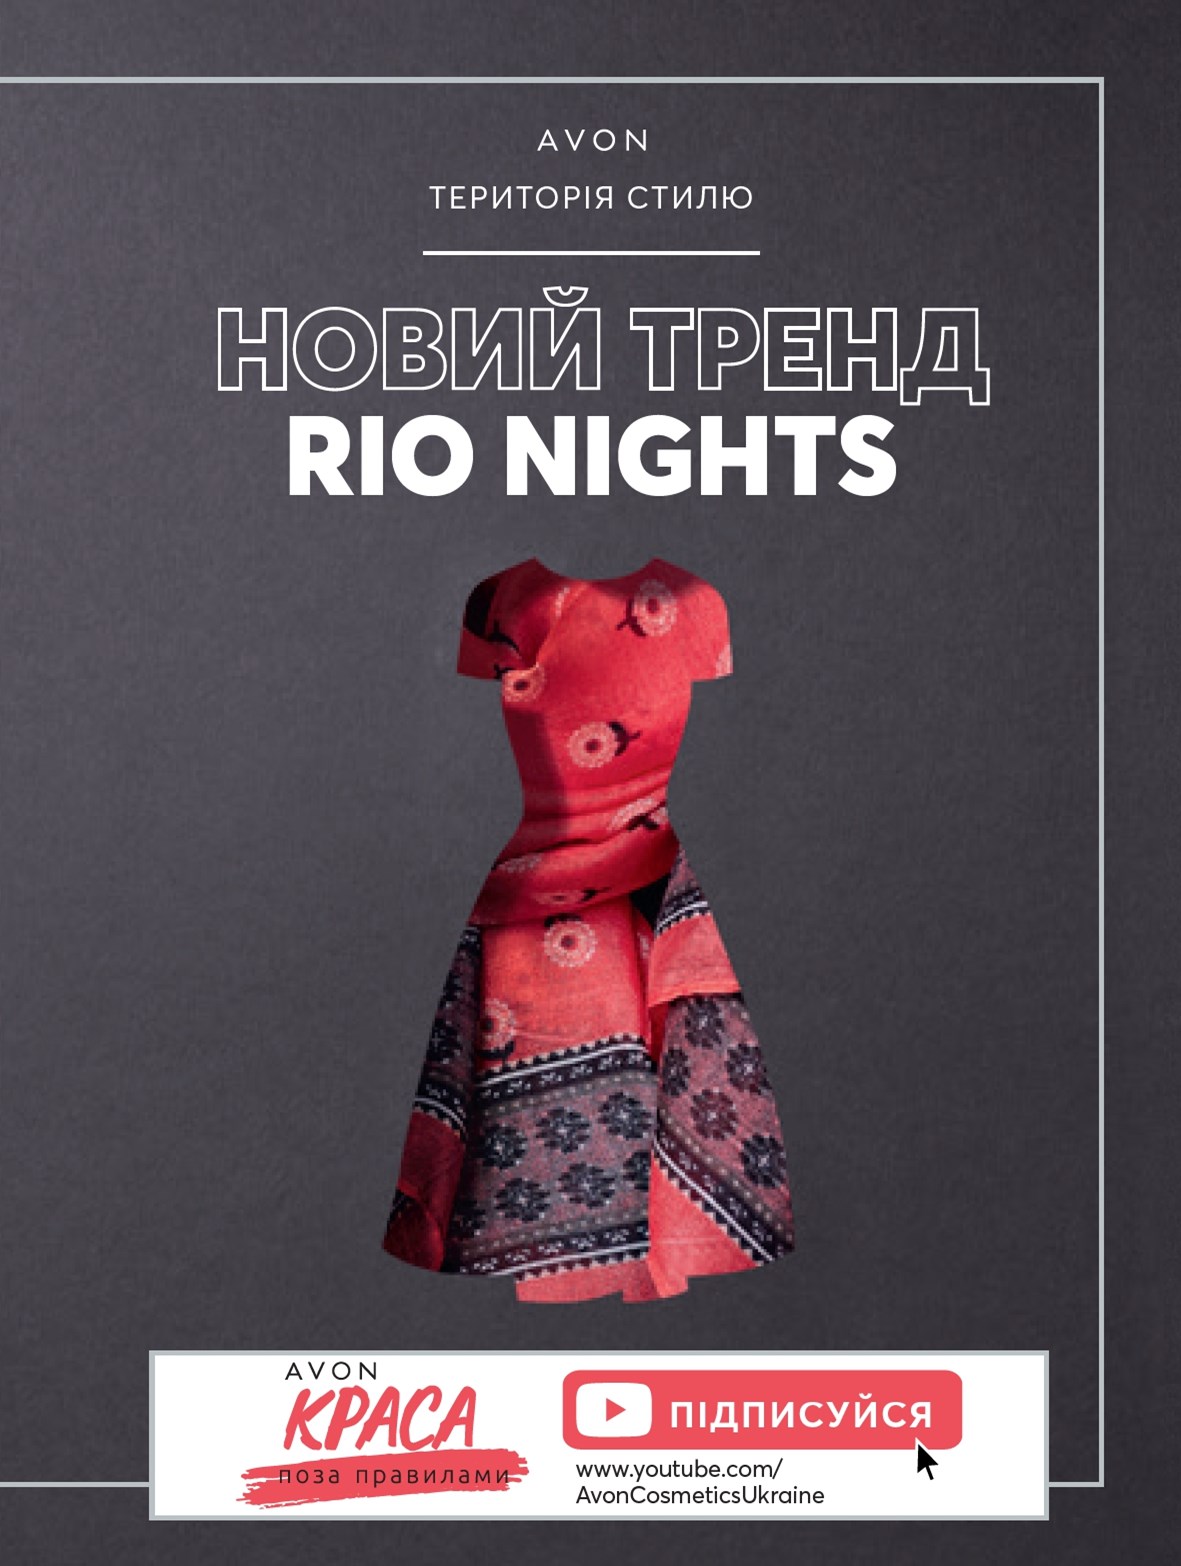 AVON
ТЕРИТОРІЯ СТИЛЮ
НОВИЙ ТРЕНД
RIO NIGHTS
AVON
КРАСА
поза правилами
ПІДПИСУЙСЯ
www.youtube.com/
AvonCosmeticsUkraine